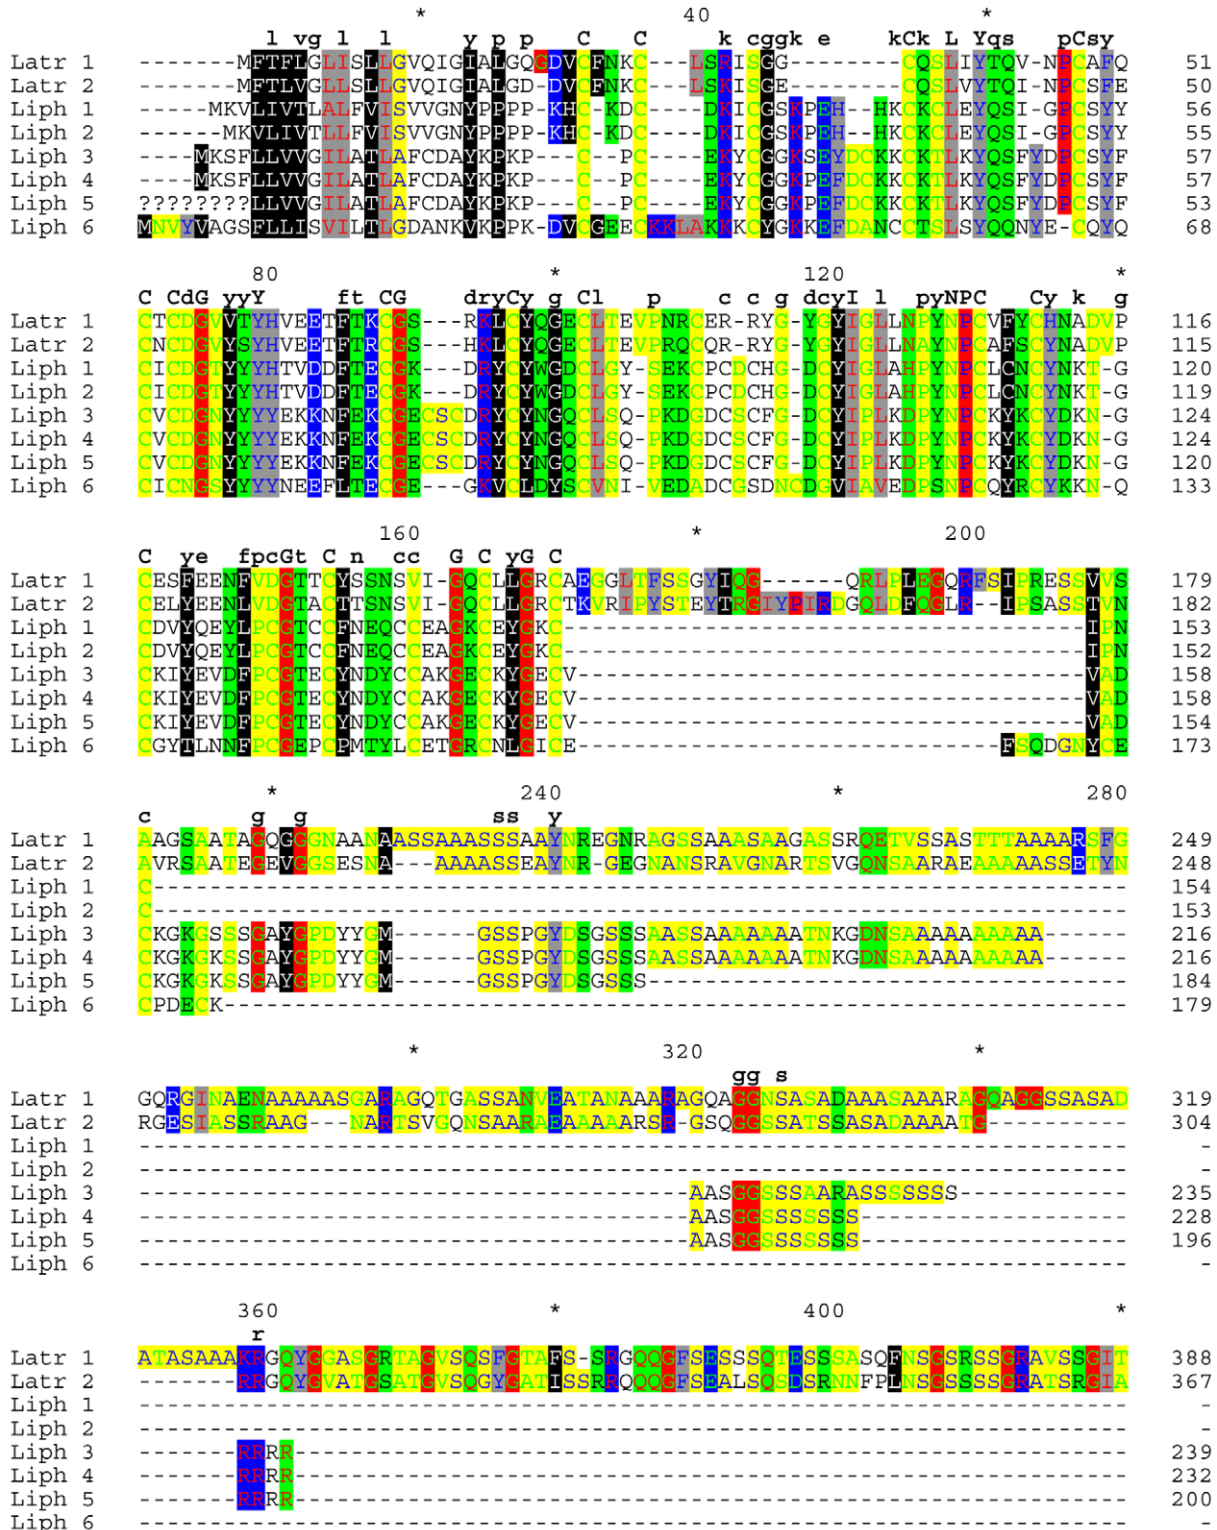 * 40 *
l vg l l y p p C C k cggk e kCk L Yqs pCsy
Latr 1 -------MFTFLGLISLLGVQIGIALGQGDVCFNKC---LSRISGG--------CQSLIYTQV-NPCAFQ 51
Latr 2 -------MFTLVGLLSLLGVQIGIALGD-DVCFNKC---LSKISGE--------CQSLVYTQI-NPCSFE 50
Liph 1 -----MKVLIVTLALFVISVVGNYPPPP-KHC-KDC----DKICGSKPEH--HKCKCLEYQSI-GPCSYY 56
Liph 2 ------MKVLIVTLLFVISVVGNYPPPP-KHC-KDC----DKICGSKPEH--HKCKCLEYQSI-GPCSYY 55
Liph 3 ----MKSFLLVVGILATLAFCDAYKPKP---C--PC----EKYCGGKSEYDCKKCKTLKYQSFYDPCSYF 57
Liph 4 ----MKSFLLVVGILATLAFCDAYKPKP---C--PC----EKYCGGKPEFDCKKCKTLKYQSFYDPCSYF 57
Liph 5 ????????LLVVGILATLAFCDAYKPKP---C--PC----EKYCGGKPEFDCKKCKTLKYQSFYDPCSYF 53
Liph 6 MNVYVAGSFLLISVILTLGDANKVKPPK-DVCGEECKKLAKKKCYGKKEFDANCCTSLSYQQNYE-CQYQ 68
80 * 120 *
C CdG yyY ft CG dryCy g Cl p c c g dcyI l pyNPC Cy k g
Latr 1 CTCDGVVTYHVEETFTKCGS---RKLCYQGECLTEVPNRCER-RYG-YGYIGLLNPYNPCVFYCHNADVP 116
Latr 2 CNCDGVYSYHVEETFTRCGS---HKLCYQGECLTEVPRQCQR-RYG-YGYIGLLNAYNPCAFSCYNADVP 115
Liph 1 CICDGTYYYHTVDDFTECGK---DRYCYWGDCLGY-SEKCPCDCHG-DCYIGLAHPYNPCLCNCYNKT-G 120
Liph 2 CICDGTYYYHTVDDFTECGK---DRYCYWGDCLGY-SEKCPCDCHG-DCYIGLAHPYNPCLCNCYNKT-G 119
Liph 3 CVCDGNYYYYEKKNFEKCGECSCDRYCYNGQCLSQ-PKDGDCSCFG-DCYIPLKDPYNPCKYKCYDKN-G 124
Liph 4 CVCDGNYYYYEKKNFEKCGECSCDRYCYNGQCLSQ-PKDGDCSCFG-DCYIPLKDPYNPCKYKCYDKN-G 124
Liph 5 CVCDGNYYYYEKKNFEKCGECSCDRYCYNGQCLSQ-PKDGDCSCFG-DCYIPLKDPYNPCKYKCYDKN-G 120
Liph 6 CICNGSYYYYNEEFLTECGE---GKVCLDYSCVNI-VEDADCGSDNCDGVIAVEDPSNPCQYRCYKKN-Q 133
160 * 200
C ye fpcGt C n cc G C yG C
Latr 1 CESFEENFVDGTTCYSSNSVI-GQCLLGRCAEGGLTFSSGYIQG------QRLPLEGQRFSIPRESSVVS 179
Latr 2 CELYEENLVDGTACTTSNSVI-GQCLLGRCTKVRIPYSTEYTRGIYPIRDGQLDFQGLR--IPSASSTVN 182
Liph 1 CDVYQEYLPCGTCCFNEQCCEAGKCEYGKC-------------------------------------IPN 153
Liph 2 CDVYQEYLPCGTCCFNEQCCEAGKCEYGKC-------------------------------------IPN 152
Liph 3 CKIYEVDFPCGTECYNDYCCAKGECKYGECV------------------------------------VAD 158
Liph 4 CKIYEVDFPCGTECYNDYCCAKGECKYGECV------------------------------------VAD 158
Liph 5 CKIYEVDFPCGTECYNDYCCAKGECKYGECV------------------------------------VAD 154
Liph 6 CGYTLNNFPCGEPCPMTYLCETGRCNLGICE------------------------------FSQDGNYCE 173
* 240 * 280
c g g ss y
Latr 1 AAGSAATAGQGGGNAANAASSAAASSSAAYNREGNRAGSSAAASAAGASSRQETVSSASTTTAAAARSFG 249
Latr 2 AVRSAATEGEVGGSESNA---AAAASSEAYNR-GEGNANSRAVGNARTSVGQNSAARAEAAAAASSETYN 248
Liph 1 C--------------------------------------------------------------------- 154
Liph 2 C--------------------------------------------------------------------- 153
Liph 3 CKGKGSSSGAYGPDYYGM------GSSPGYDSGSSSAASSAAAAAAATNKGDNSAAAAAAAAAA------ 216
Liph 4 CKGKGKSSGAYGPDYYGM------GSSPGYDSGSSSAASSAAAAAAATNKGDNSAAAAAAAAAA------ 216
Liph 5 CKGKGKSSGAYGPDYYGM------GSSPGYDSGSSS---------------------------------- 184
Liph 6 CPDECK---------------------------------------------------------------- 179
* 320 *
gg s
Latr 1 GQRGINAENAAAAAASGARAGQTGASSANVEATANAAARAGQAGGNSASADAAASAAARAGQAGGSSASAD 319
Latr 2 RGESIASSRAAG---NARTSVGQNSAARAEAAAAARSR-GSQGGSSATSSASADAAAATG---------- 304
Liph 1 ---------------------------------------------------------------------- -
Liph 2 ---------------------------------------------------------------------- -
Liph 3 ---------------------------------------AASGGSSSAARASSSSSSS------------ 235
Liph 4 ---------------------------------------AASGGSSSSSSS------------------- 228
Liph 5 ---------------------------------------AASGGSSSSSSS------------------- 196
Liph 6 ---------------------------------------------------------------------- -
360 * 400 *
r
Latr 1 ATASAAAKRGQYGGASGRTAGVSQSFGTAFS-SRGQQGFSESSSQTESSSASQFNSGSRSSGRAVSSGIT 388
Latr 2 -------RRGQYGVATGSATGVSQGYGATISSRRQQQGFSEALSQSDSRNNFPLNSGSSSSGRATSRGIA 367
Liph 1 ---------------------------------------------------------------------- -
Liph 2 ---------------------------------------------------------------------- -
Liph 3 -------RRRR----------------------------------------------------------- 239
Liph 4 -------RRRR----------------------------------------------------------- 232
Liph 5 -------RRRR----------------------------------------------------------- 200
Liph 6 ---------------------------------------------------------------------- -